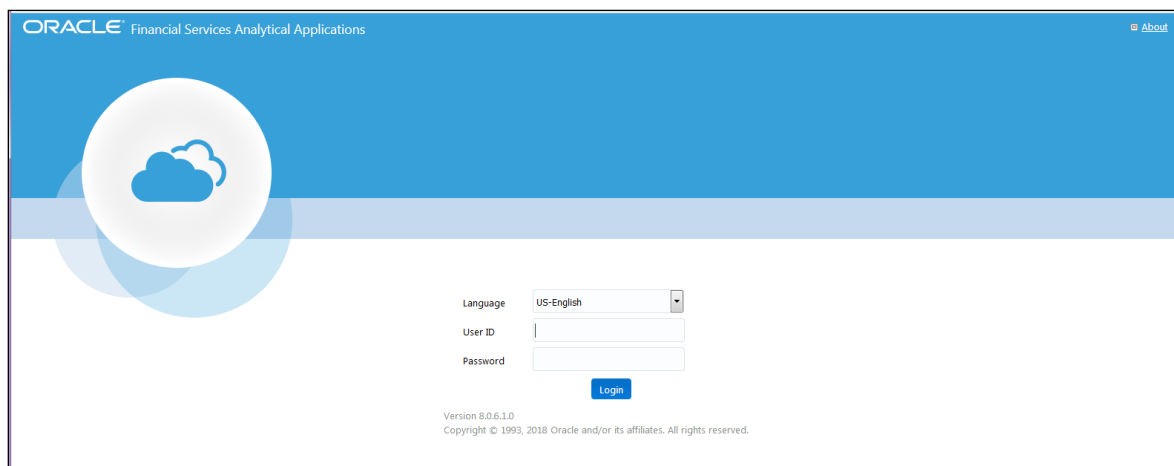 ORACLE® Financial Services Analytical Applications
About
Language US-English
User ID
Password
Login
Version 8.0.6.1.0
Copyright © 1993, 2018 Oracle and/or its affiliates. All rights reserved.